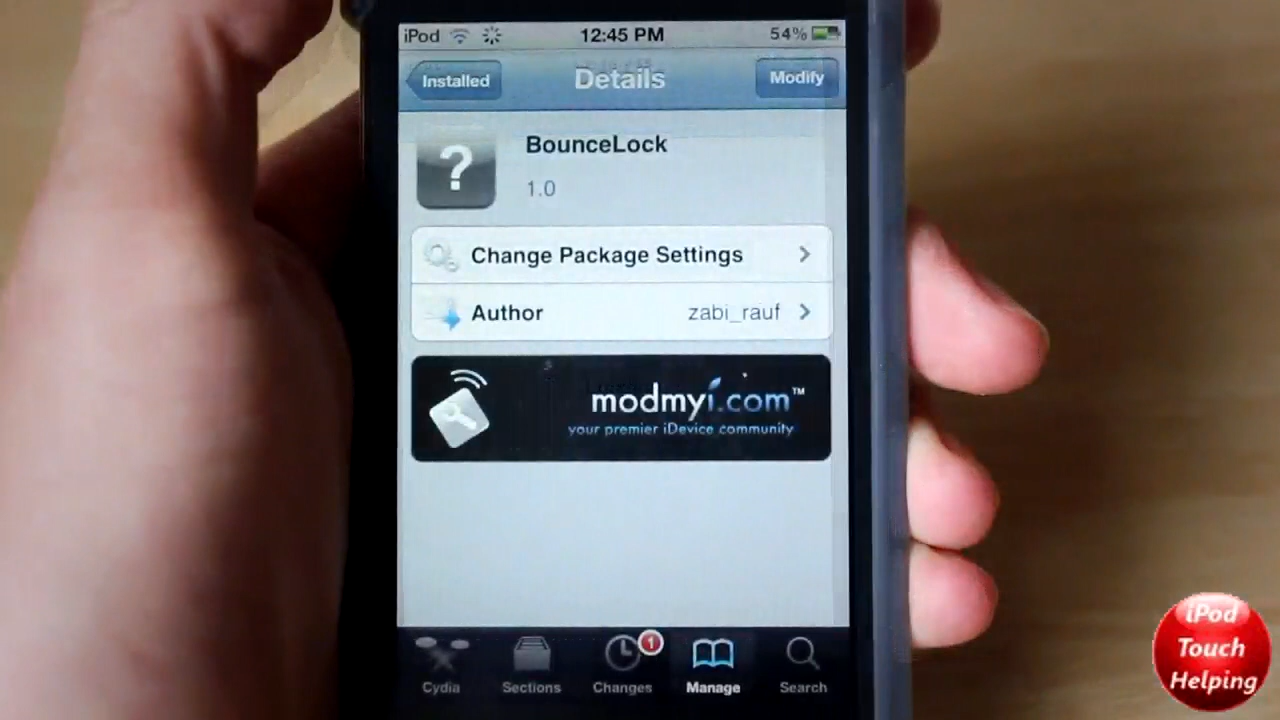 iPod 12:45 PM 54%
Installed Details Modify
?
BounceLock
1.0
Change Package Settings
Author zabi_rauf
modmyi.com™
your premier iDevice community
1
Cydia Sections Changes Manage Search
iPod
Touch
Helping